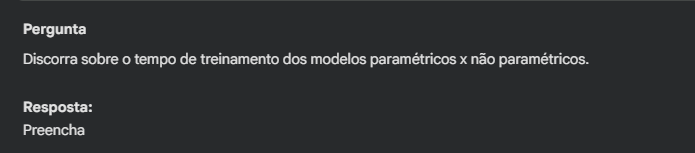 Pergunta
Discorra sobre o tempo de treinamento dos modelos paramétricos x não paramétricos.
Resposta:
Preencha